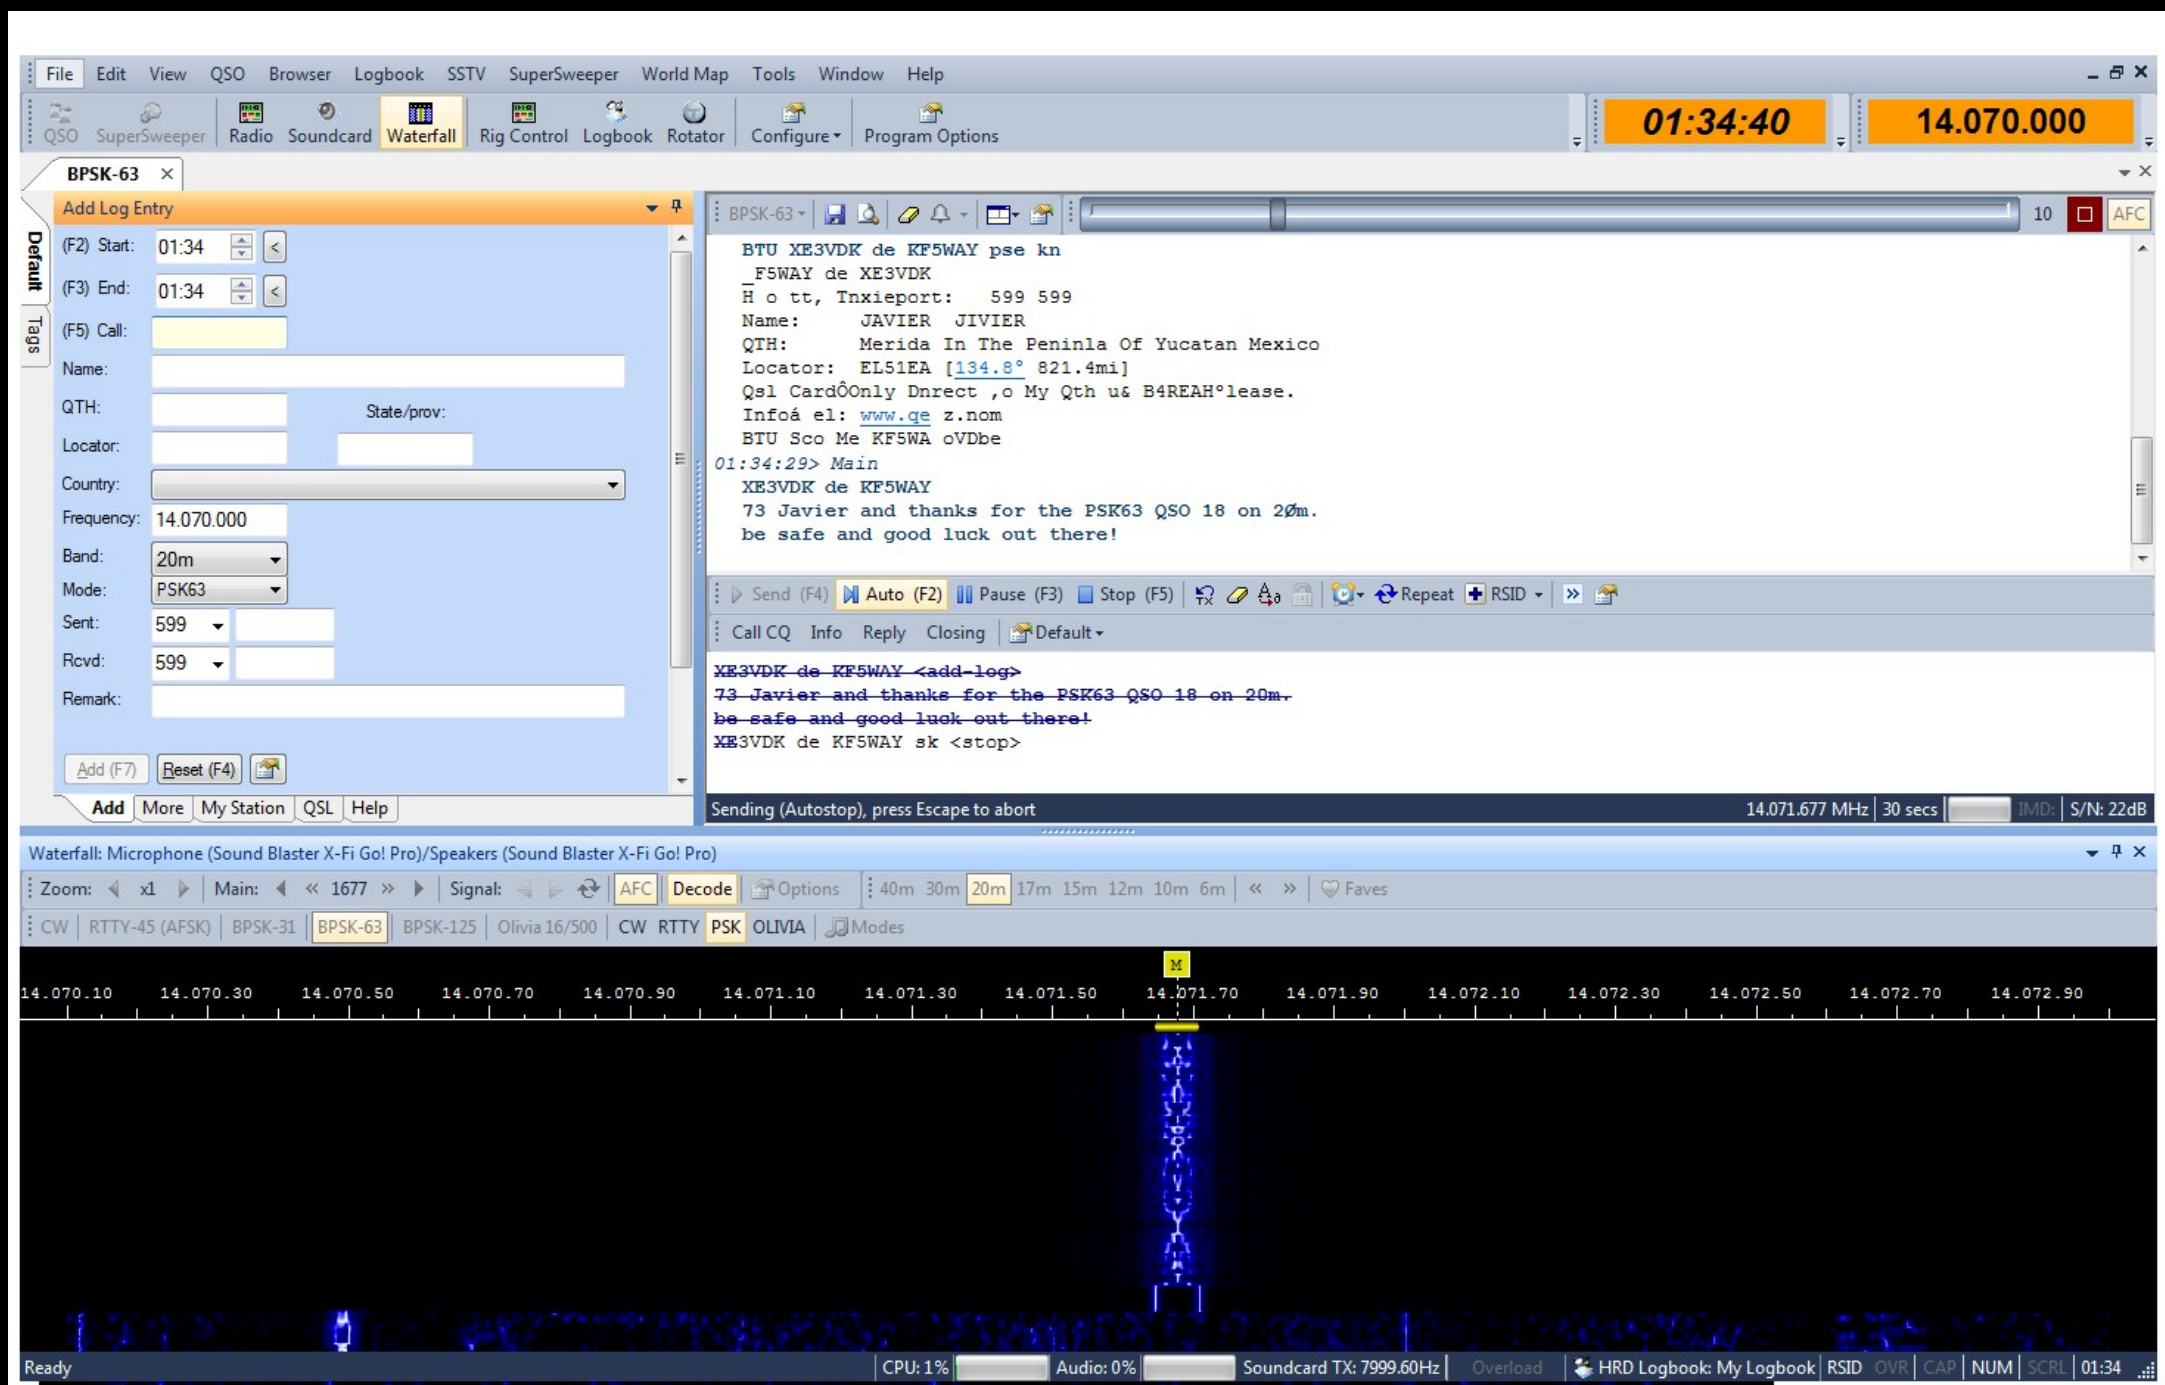 File Edit View QSO Browser Logbook SSTV SuperSweeper World Map Tools Window Help
QSO SuperSweeper Radio Soundcard Waterfall Rig Control Logbook Rotator Configure Program Options 01:34:40 14.070.000
BPSK-63
Default
Tags
Add Log Entry
(F2) Start: 01:34 <
(F3) End: 01:34 <
(F5) Call:
Name:
QTH: State/prov:
Locator:
Country:
Frequency: 14.070.000
Band: 20m
Mode: PSK63
Sent: 599
Rcvd: 599
Remark:
Add (F7) Reset (F4)
Add More My Station QSL Help
BPSK-63 10 AFC
BTU XE3VDK de KF5WAY pse kn
_F5WAY de XE3VDK
H o tt, Tnxieport: 599 599
Name: JAVIER JIVIER
QTH: Merida In The Peninla Of Yucatan Mexico
Locator: EL51EA [134.8° 821.4mi]
Qsl CardÔOnly Dnrect ,o My Qth u& B4REAH°lease.
Infoá el: www.qe z.nom
BTU Sco Me KF5WA oVDbe
01:34:29> Main
XE3VDK de KF5WAY
73 Javier and thanks for the PSK63 QSO 18 on 2Øm.
be safe and good luck out there!
Send (F4) Auto (F2) Pause (F3) Stop (F5) TX Aa Repeat RSID »
Call CQ Info Reply Closing Default
XE3VDK de KF5WAY <add-log>
73 Javier and thanks for the PSK63 QSO 18 on 20m.
be safe and good luck out there!
XE3VDK de KF5WAY sk <stop>
Sending (Autostop), press Escape to abort 14.071.677 MHz 30 secs IMD: S/N: 22dB
Waterfall: Microphone (Sound Blaster X-Fi Go! Pro)/Speakers (Sound Blaster X-Fi Go! Pro)
Zoom: x1 Main: « 1677 » Signal: AFC Decode Options 40m 30m 20m 17m 15m 12m 10m 6m « » Faves
CW RTTY-45 (AFSK) BPSK-31 BPSK-63 BPSK-125 Olivia 16/500 CW RTTY PSK OLIVIA Modes
M
14.070.10 14.070.30 14.070.50 14.070.70 14.070.90 14.071.10 14.071.30 14.071.50 14.071.70 14.071.90 14.072.10 14.072.30 14.072.50 14.072.70 14.072.90
Ready CPU: 1% Audio: 0% Soundcard TX: 7999.60Hz Overload HRD Logbook: My Logbook RSID OVR CAP NUM SCRL 01:34